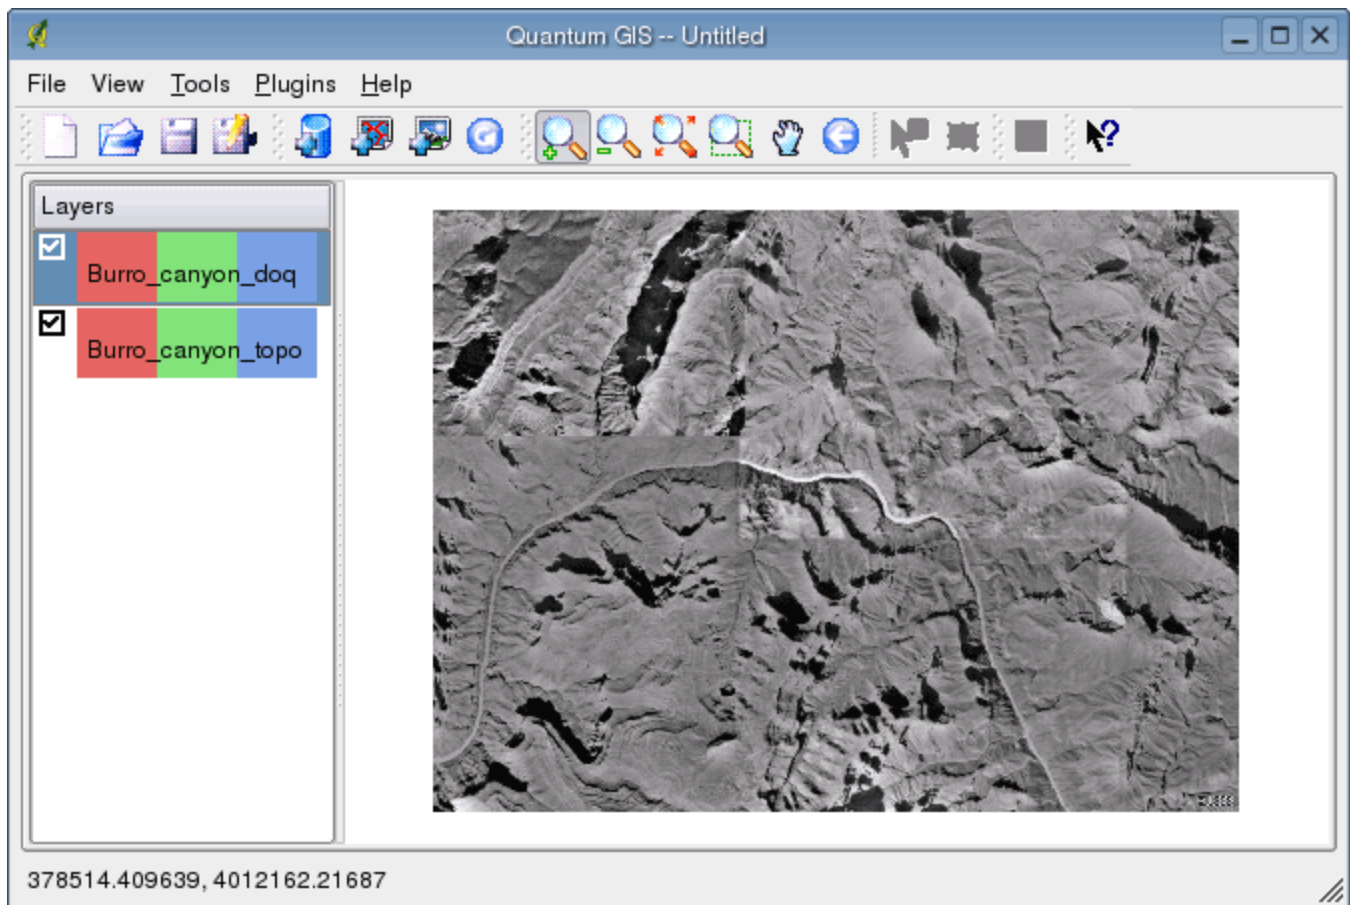 Quantum GIS -- Untitled
File View Tools Plugins Help
Layers
Burro_canyon_doq
Burro_canyon_topo
378514.409639, 4012162.21687